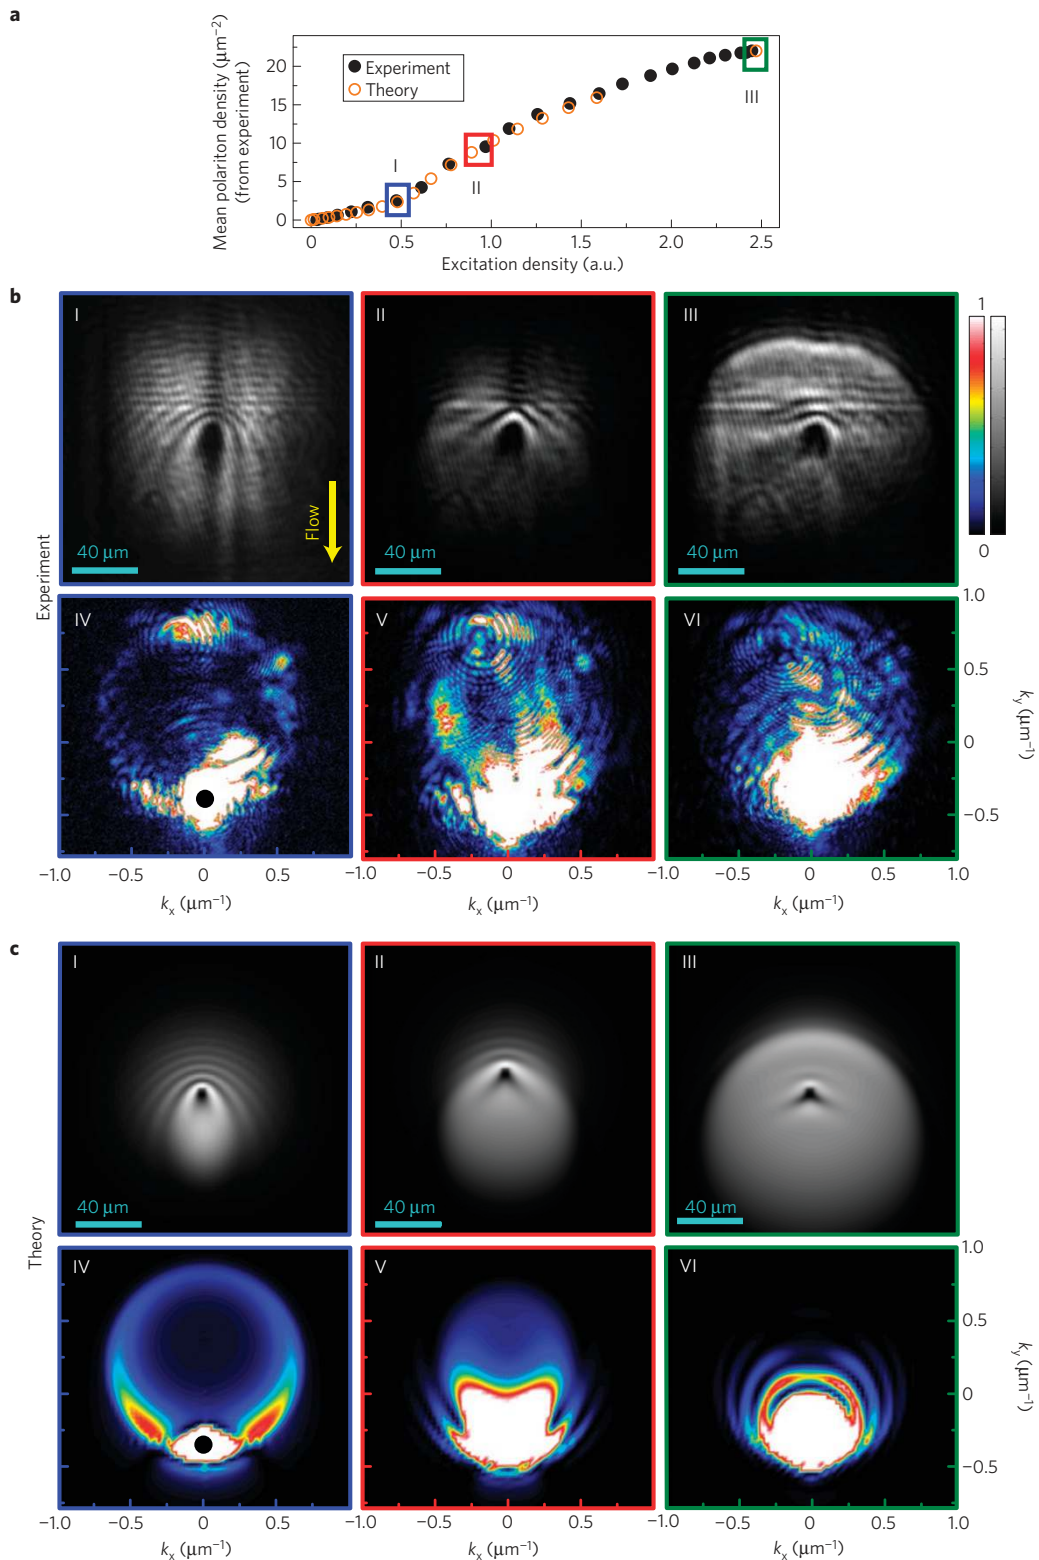 a
Mean polariton density (μm⁻²)
(from experiment)
20
15
10
5
0
Experiment
Theory
I
II
III
0
0.5
1.0
1.5
2.0
2.5
Excitation density (a.u.)
b
Experiment
I
Flow
40 μm
II
40 μm
III
40 μm
1
0
IV
V
VI
1.0
0.5
0
−0.5
k_y (μm⁻¹)
−1.0
−0.5
0
0.5
−1.0
−0.5
0
0.5
−1.0
−0.5
0
0.5
1.0
k_x (μm⁻¹)
k_x (μm⁻¹)
k_x (μm⁻¹)
c
Theory
I
40 μm
II
40 μm
III
40 μm
IV
V
VI
1.0
0.5
0
−0.5
k_y (μm⁻¹)
−1.0
−0.5
0
0.5
−1.0
−0.5
0
0.5
−1.0
−0.5
0
0.5
1.0
k_x (μm⁻¹)
k_x (μm⁻¹)
k_x (μm⁻¹)